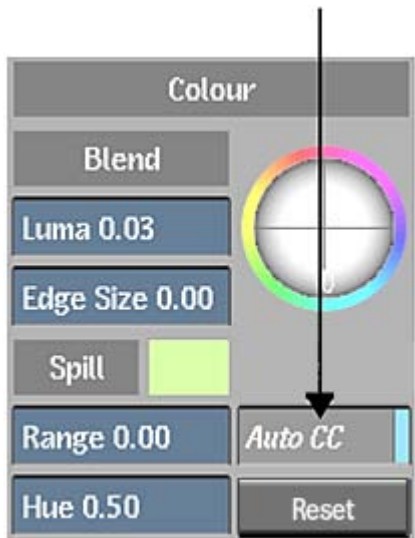 Colour
Blend
Luma 0.03
Edge Size 0.00
0
Spill
Range 0.00
Auto CC
Hue 0.50
Reset